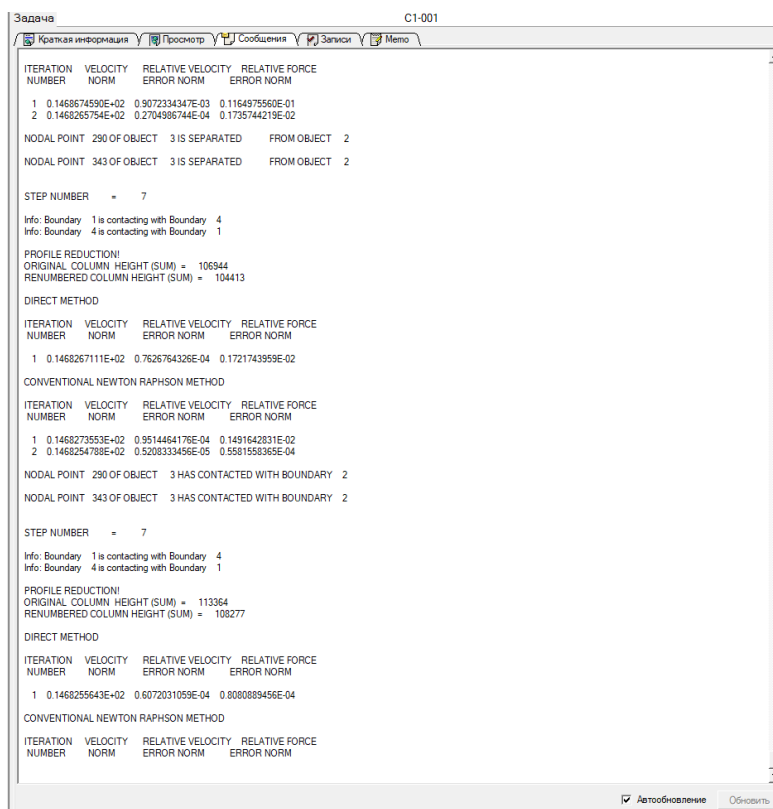 Задача C1-001
Краткая информация Просмотр Сообщения Записи Memo
ITERATION VELOCITY RELATIVE VELOCITY RELATIVE FORCE
NUMBER NORM ERROR NORM ERROR NORM
1 0.1468674590E+02 0.9072334347E-03 0.1164975560E-01
2 0.1468265754E+02 0.2704986744E-04 0.1735744219E-02
NODAL POINT 290 OF OBJECT 3 IS SEPARATED FROM OBJECT 2
NODAL POINT 343 OF OBJECT 3 IS SEPARATED FROM OBJECT 2
STEP NUMBER = 7
Info: Boundary 1 is contacting with Boundary 4
Info: Boundary 4 is contacting with Boundary 1
PROFILE REDUCTION!
ORIGINAL COLUMN HEIGHT (SUM) = 106944
RENUMBERED COLUMN HEIGHT (SUM) = 104413
DIRECT METHOD
ITERATION VELOCITY RELATIVE VELOCITY RELATIVE FORCE
NUMBER NORM ERROR NORM ERROR NORM
1 0.1468267111E+02 0.7626764326E-04 0.1721743959E-02
CONVENTIONAL NEWTON RAPHSON METHOD
ITERATION VELOCITY RELATIVE VELOCITY RELATIVE FORCE
NUMBER NORM ERROR NORM ERROR NORM
1 0.1468273553E+02 0.9514464176E-04 0.1491642831E-02
2 0.1468254788E+02 0.5208333456E-05 0.5581558365E-04
NODAL POINT 290 OF OBJECT 3 HAS CONTACTED WITH BOUNDARY 2
NODAL POINT 343 OF OBJECT 3 HAS CONTACTED WITH BOUNDARY 2
STEP NUMBER = 7
Info: Boundary 1 is contacting with Boundary 4
Info: Boundary 4 is contacting with Boundary 1
PROFILE REDUCTION!
ORIGINAL COLUMN HEIGHT (SUM) = 113364
RENUMBERED COLUMN HEIGHT (SUM) = 108277
DIRECT METHOD
ITERATION VELOCITY RELATIVE VELOCITY RELATIVE FORCE
NUMBER NORM ERROR NORM ERROR NORM
1 0.1468255643E+02 0.6072031059E-04 0.8080889456E-04
CONVENTIONAL NEWTON RAPHSON METHOD
ITERATION VELOCITY RELATIVE VELOCITY RELATIVE FORCE
NUMBER NORM ERROR NORM ERROR NORM
Автообновление Обновить